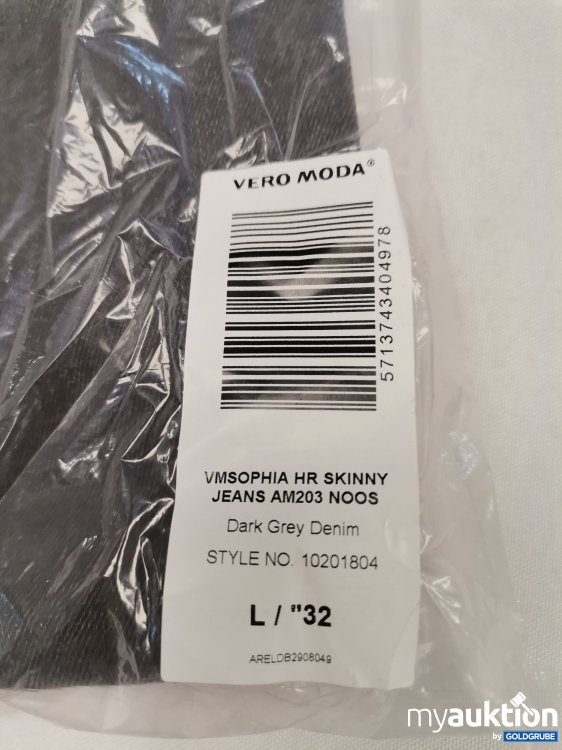 VERO MODA®
5713743404978
VMSOPHIA HR SKINNY
JEANS AM203 NOOS
Dark Grey Denim
STYLE NO. 10201804
L / "32
ARELDB2908049
myauktion
by GOLDGRUBE